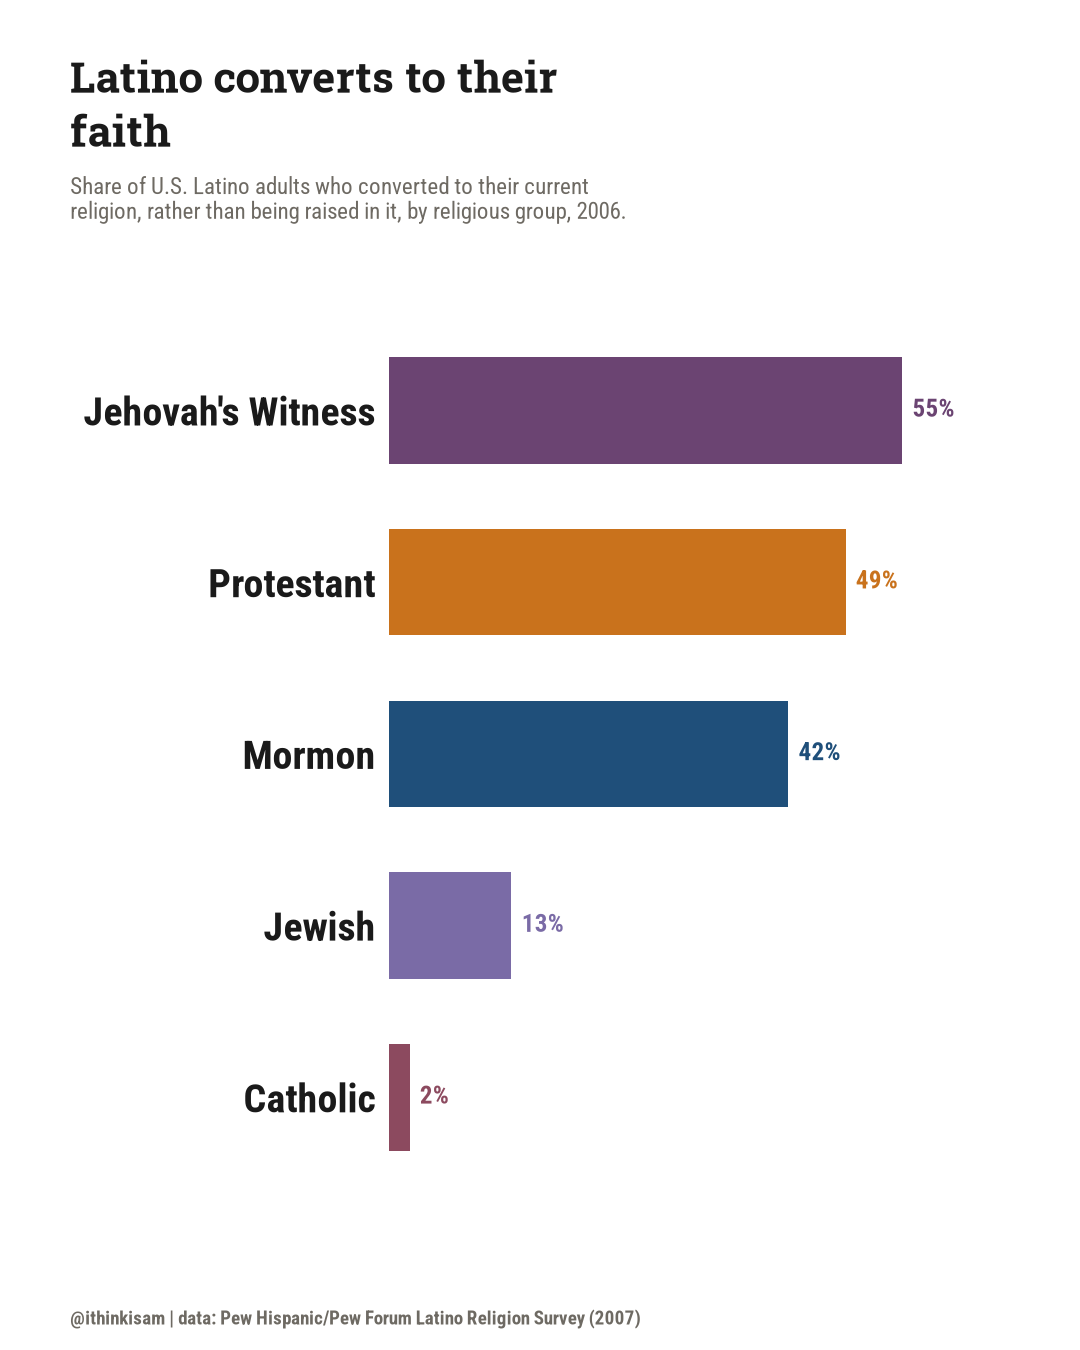 Latino converts to their
faith
Share of U.S. Latino adults who converted to their current
religion, rather than being raised in it, by religious group, 2006.
Jehovah's Witness
55%
Protestant
49%
Mormon
42%
Jewish
13%
Catholic
2%
@ithinkisam | data: Pew Hispanic/Pew Forum Latino Religion Survey (2007)